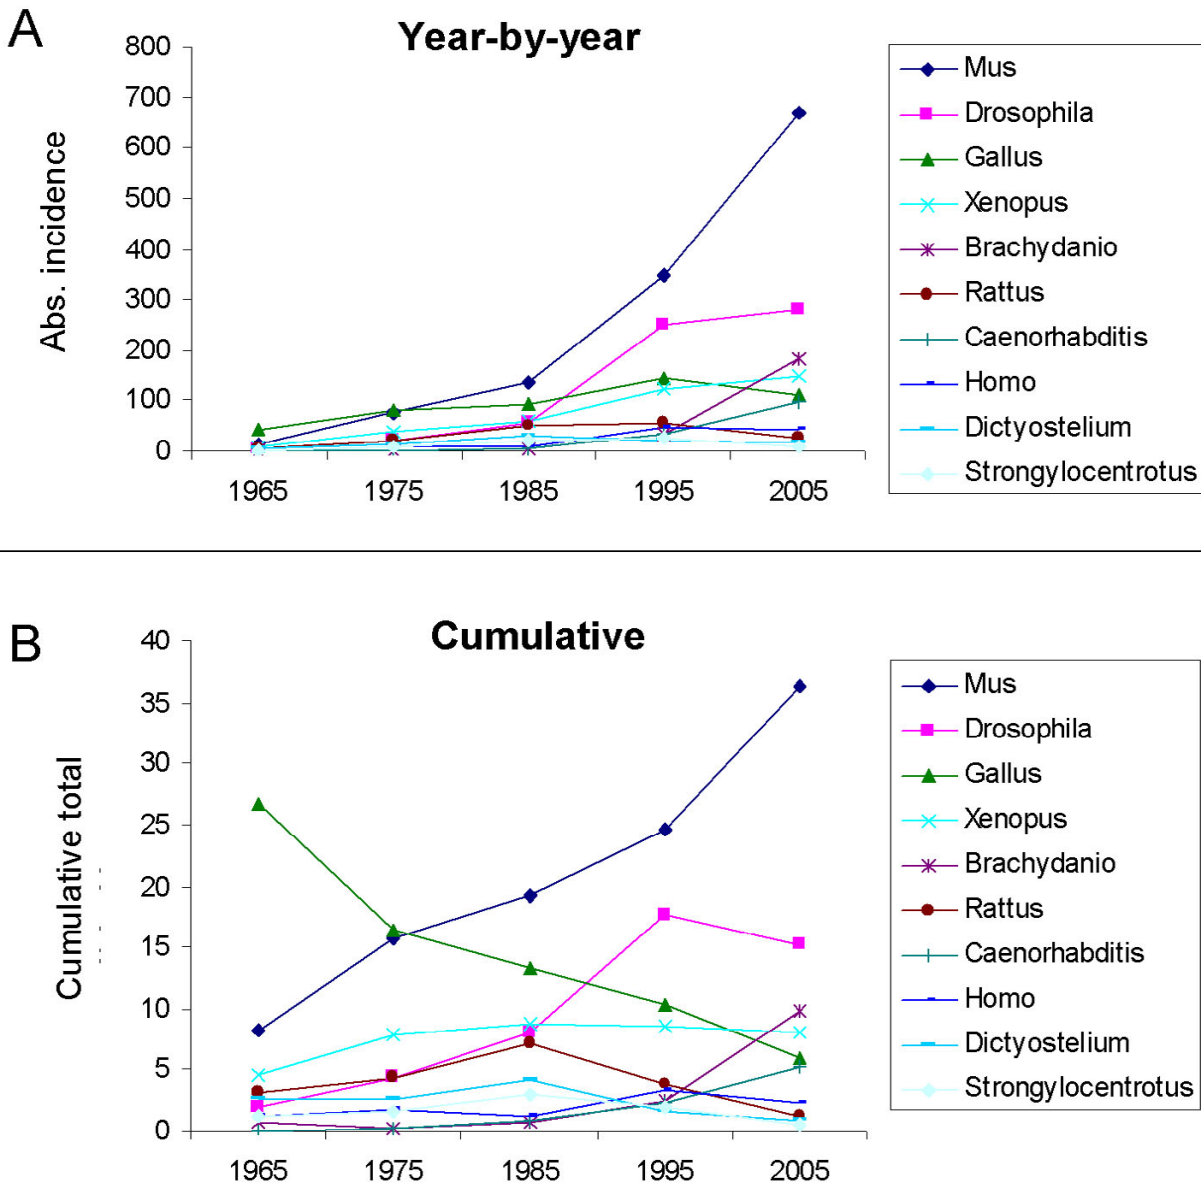 A
Year-by-year
Abs. incidence
800
700
600
500
400
300
200
100
0
1965
1975
1985
1995
2005
Mus
Drosophila
Gallus
Xenopus
Brachydanio
Rattus
Caenorhabditis
Homo
Dictyostelium
Strongylocentrotus
B
Cumulative
Cumulative total
40
35
30
25
20
15
10
5
0
1965
1975
1985
1995
2005
Mus
Drosophila
Gallus
Xenopus
Brachydanio
Rattus
Caenorhabditis
Homo
Dictyostelium
Strongylocentrotus